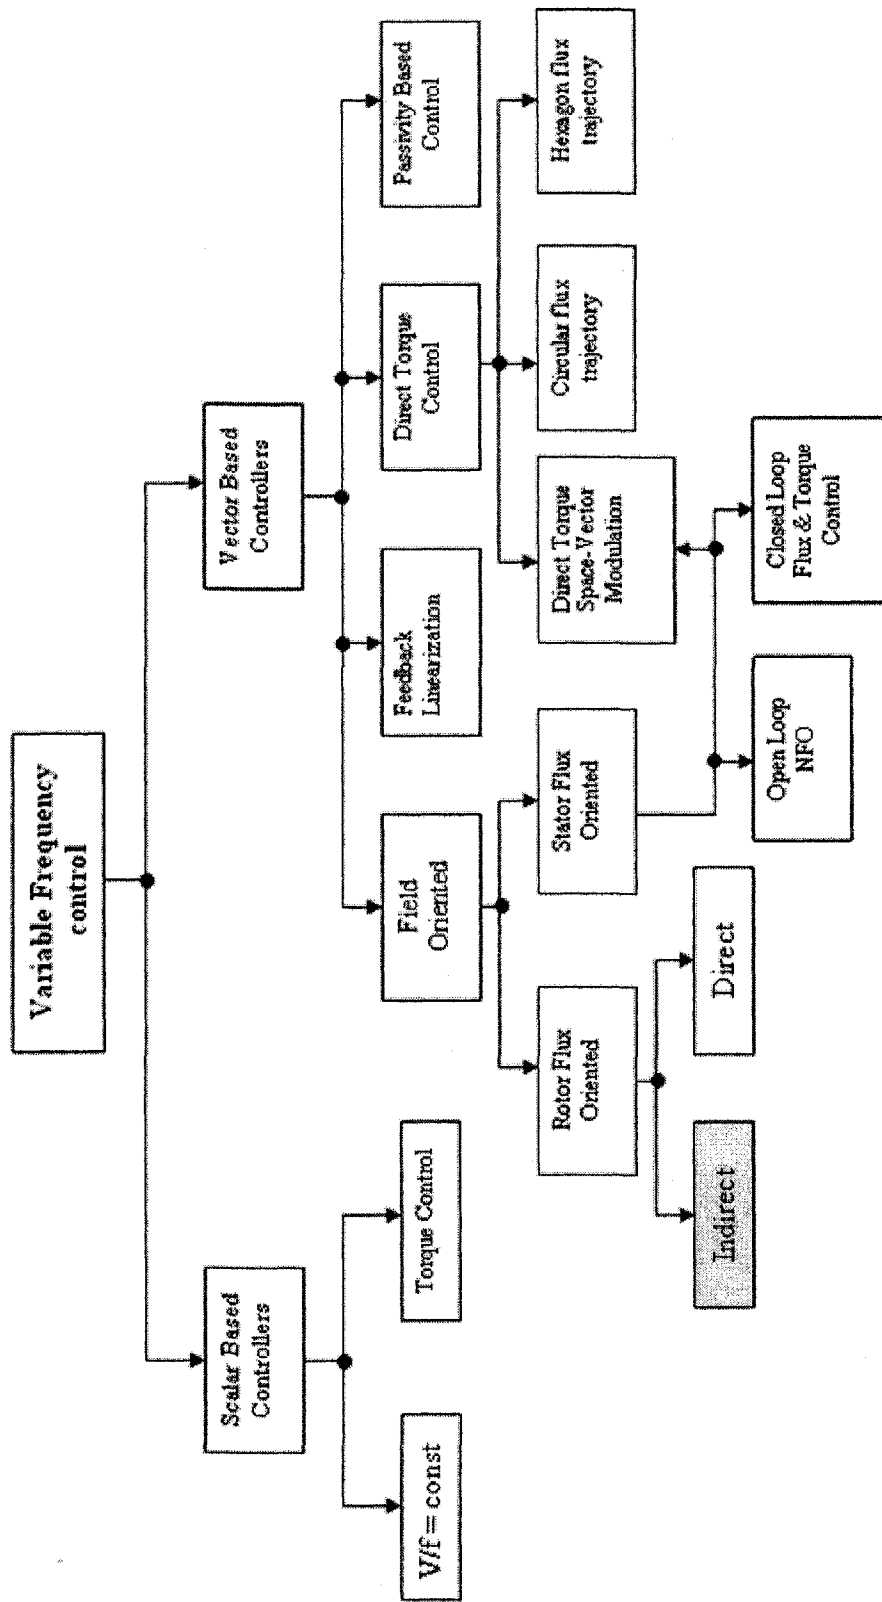 Variable Frequency
control
Scalar Based
Controllers
Vector Based
Controllers
V/f = const
Torque Control
Field
Oriented
Feedback
Linearization
Direct Torque
Control
Passivity Based
Control
Rotor Flux
Oriented
Stator Flux
Oriented
Direct Torque
Space-Vector
Modulation
Circular flux
trajectory
Hexagon flux
trajectory
Indirect
Direct
Open Loop
NFO
Closed Loop
Flux & Torque
Control